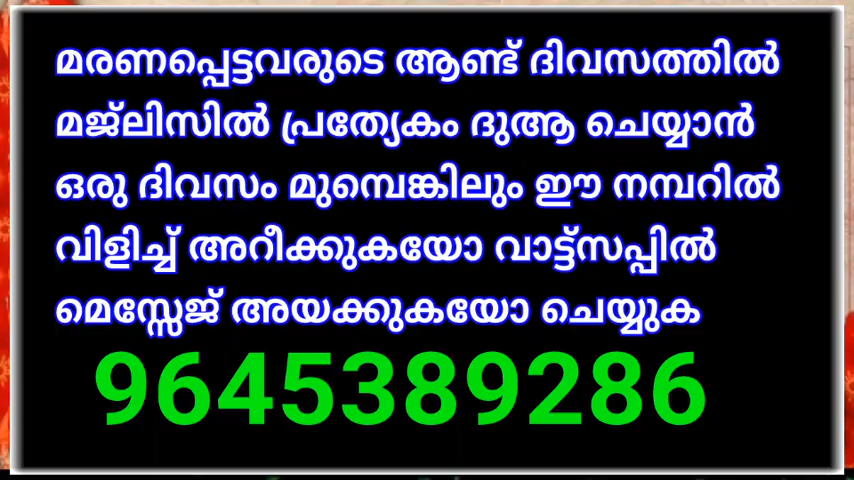 മരണപ്പെട്ടവരുടെ ആണ്ട് ദിവസത്തിൽ
മജ്‌ലിസിൽ പ്രത്യേകം ദുആ ചെയ്യാൻ
ഒരു ദിവസം മുമ്പെങ്കിലും ഈ നമ്പറിൽ
വിളിച്ച് അറീക്കുകയോ വാട്ട്സപ്പിൽ
മെസ്സേജ് അയക്കുകയോ ചെയ്യുക
9645389286